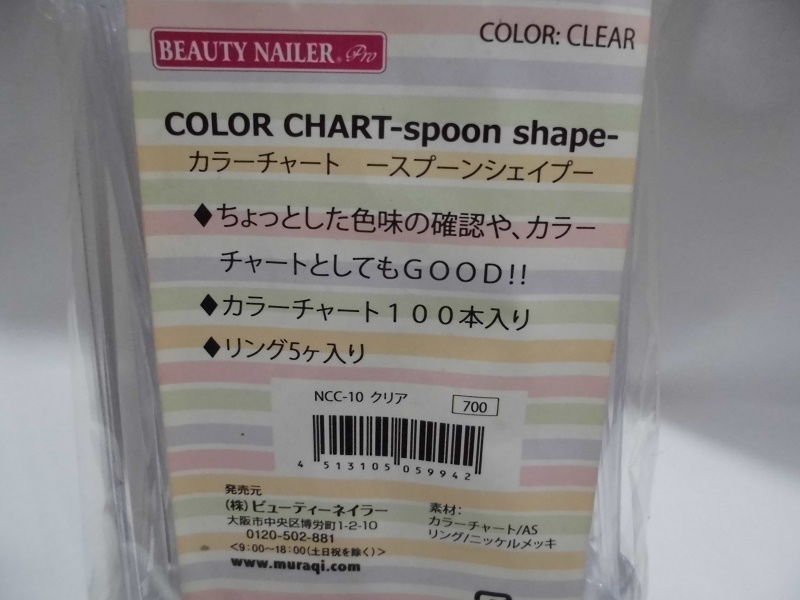 BEAUTY NAILER® Pro
COLOR: CLEAR
COLOR CHART-spoon shape-
カラーチャート ースプーンシェイプー
◆ちょっとした色味の確認や、カラー
チャートとしてもGOOD!!
◆カラーチャート１００本入り
◆リング5ヶ入り
NCC-10 クリア 700
4 513105 059942
発売元
(株)ビューティーネイラー
大阪市中央区博労町1-2-10
0120-502-881
<9:00～18:00(土日祝を除く)>
www.muraqi.com
素材:
カラーチャート/AS
リング/ニッケルメッキ